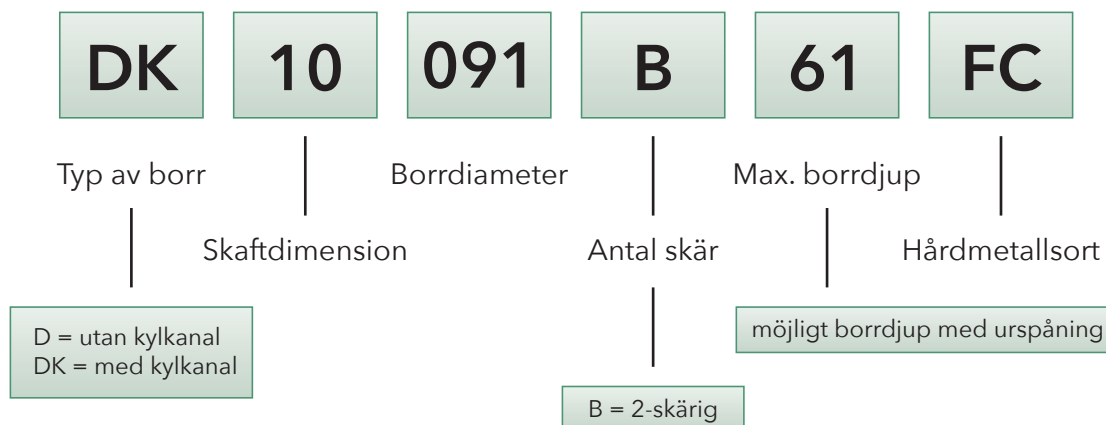 DK 10 091 B 61 FC
Typ av borr Borrdiameter Max. borrdjup
Skaftdimension Antal skär Hårdmetallsort
D = utan kylkanal
DK = med kylkanal
möjligt borrdjup med urspåning
B = 2-skärig